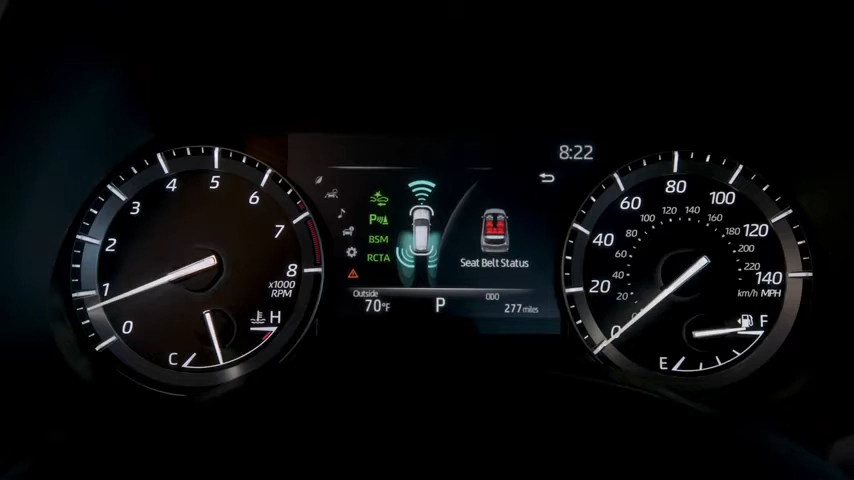 0
1
2
3
4
5
6
7
8
x1000
RPM
C
H
8:22
P
BSM
RCTA
Seat Belt Status
Outside
70°F
P
000
277 miles
0
20
40
60
80
100
120
140
MPH
km/h
20
40
60
80
100
120
140
160
180
200
220
E
F